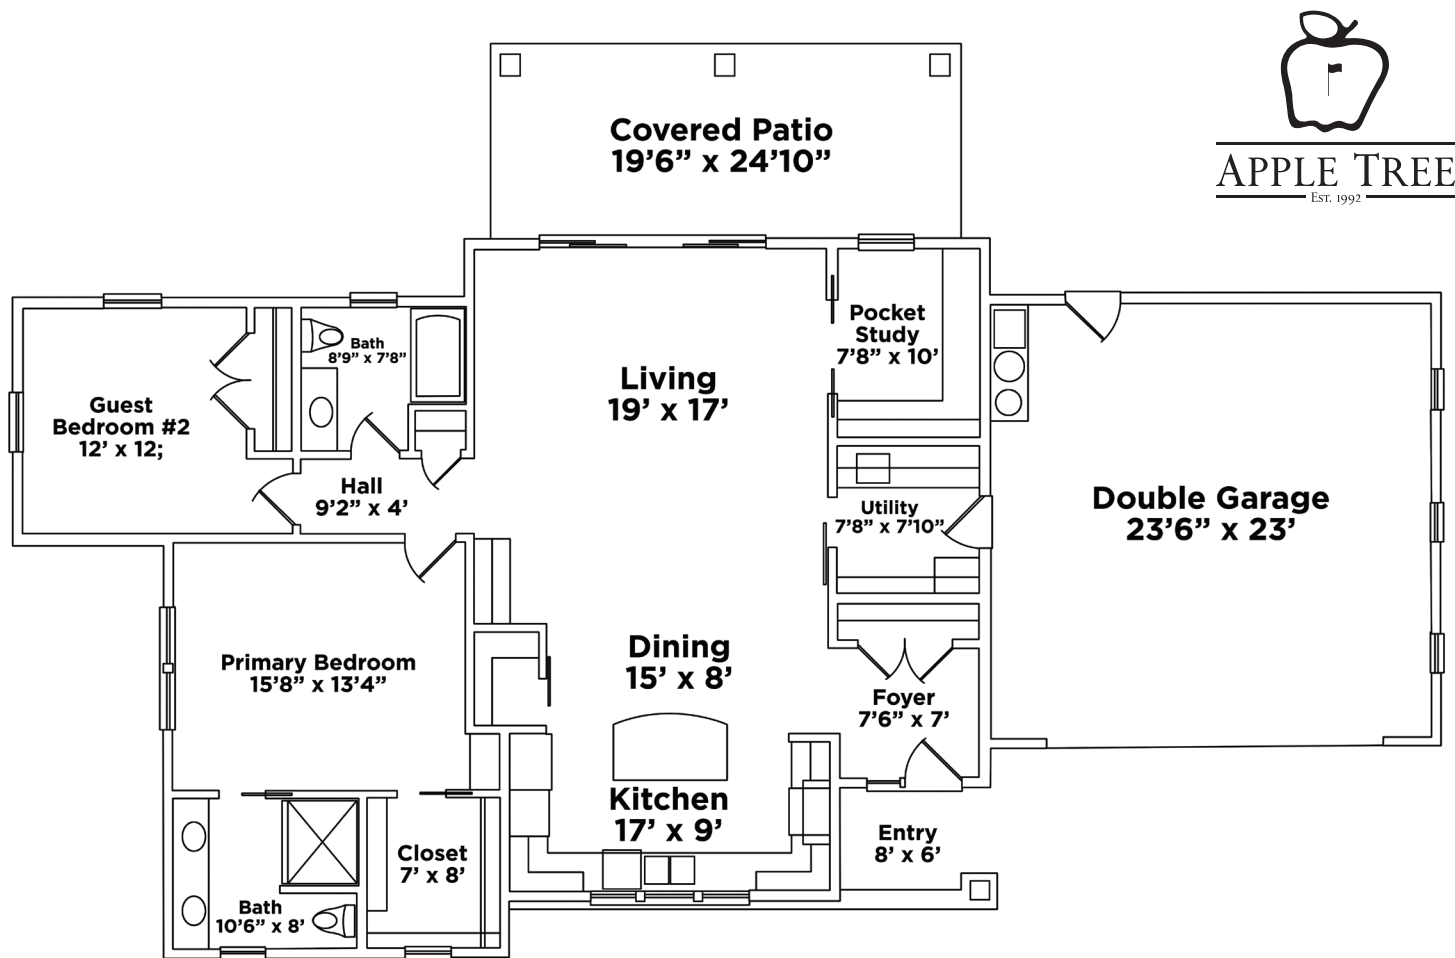 Covered Patio
19’6” x 24’10”
APPLE TREE
EST. 1992
Pocket
Study
7’8” x 10’
Bath
8’9” x 7’8”
Living
19’ x 17’
Guest
Bedroom #2
12’ x 12;
Hall
9’2” x 4’
Utility
7’8” x 7’10”
Double Garage
23’6” x 23’
Primary Bedroom
15’8” x 13’4”
Dining
15’ x 8’
Foyer
7’6” x 7’
Kitchen
17’ x 9’
Entry
8’ x 6’
Closet
7’ x 8’
Bath
10’6” x 8’